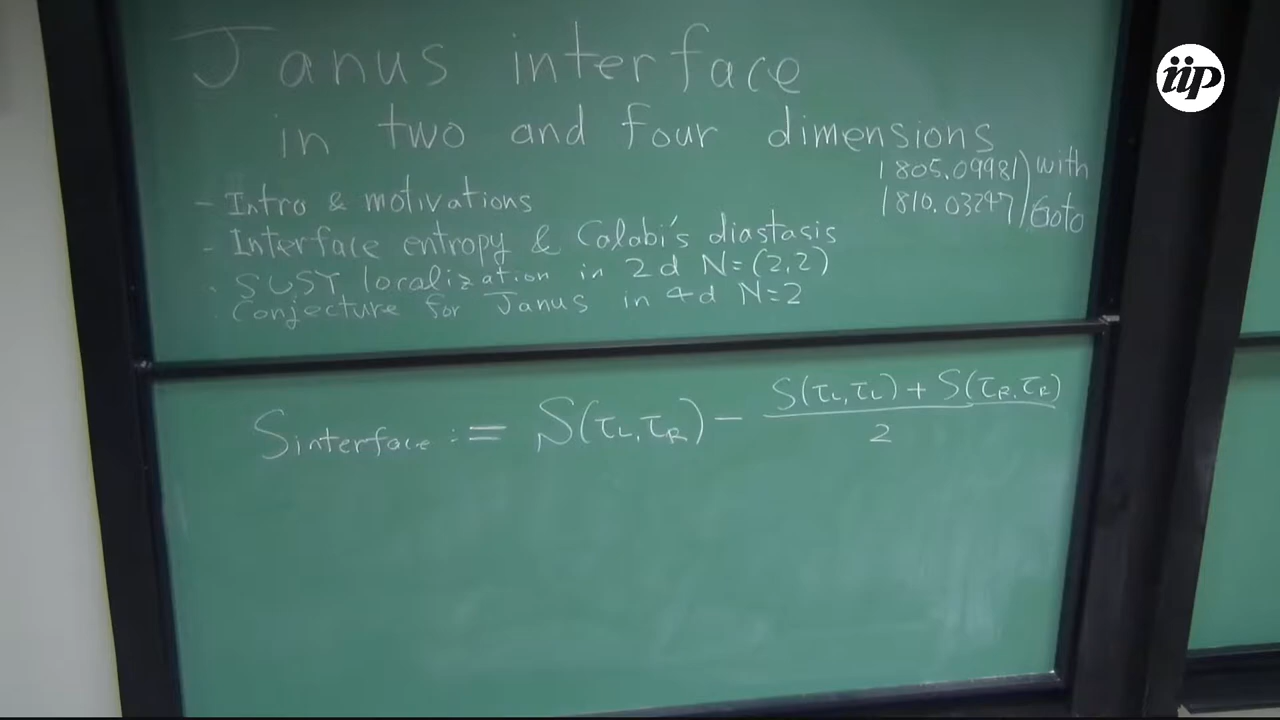 Janus interface
in two and four dimensions
1805.09981) with
1810.03247) Goto
- Intro & motivations
- Interface entropy & Calabi's diastasis
- SUSY localization in 2d N=(2,2)
- Conjecture for Janus in 4d N=2
S interface := S(τL,τR) - S(τL,τL) + S(τR,τR)
2
iip